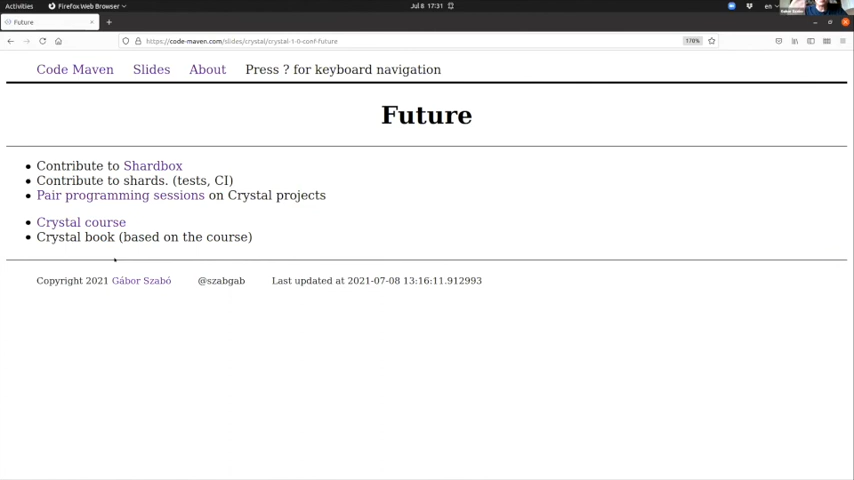 Activities Firefox Web Browser Jul 8 17:31 en
Future
https://code-maven.com/slides/crystal/crystal-1-0-conf-future 170%
Code Maven Slides About Press ? for keyboard navigation
Future
Contribute to Shardbox
Contribute to shards. (tests, CI)
Pair programming sessions on Crystal projects
Crystal course
Crystal book (based on the course)
Copyright 2021 Gábor Szabó @szabgab Last updated at 2021-07-08 13:16:11.912993